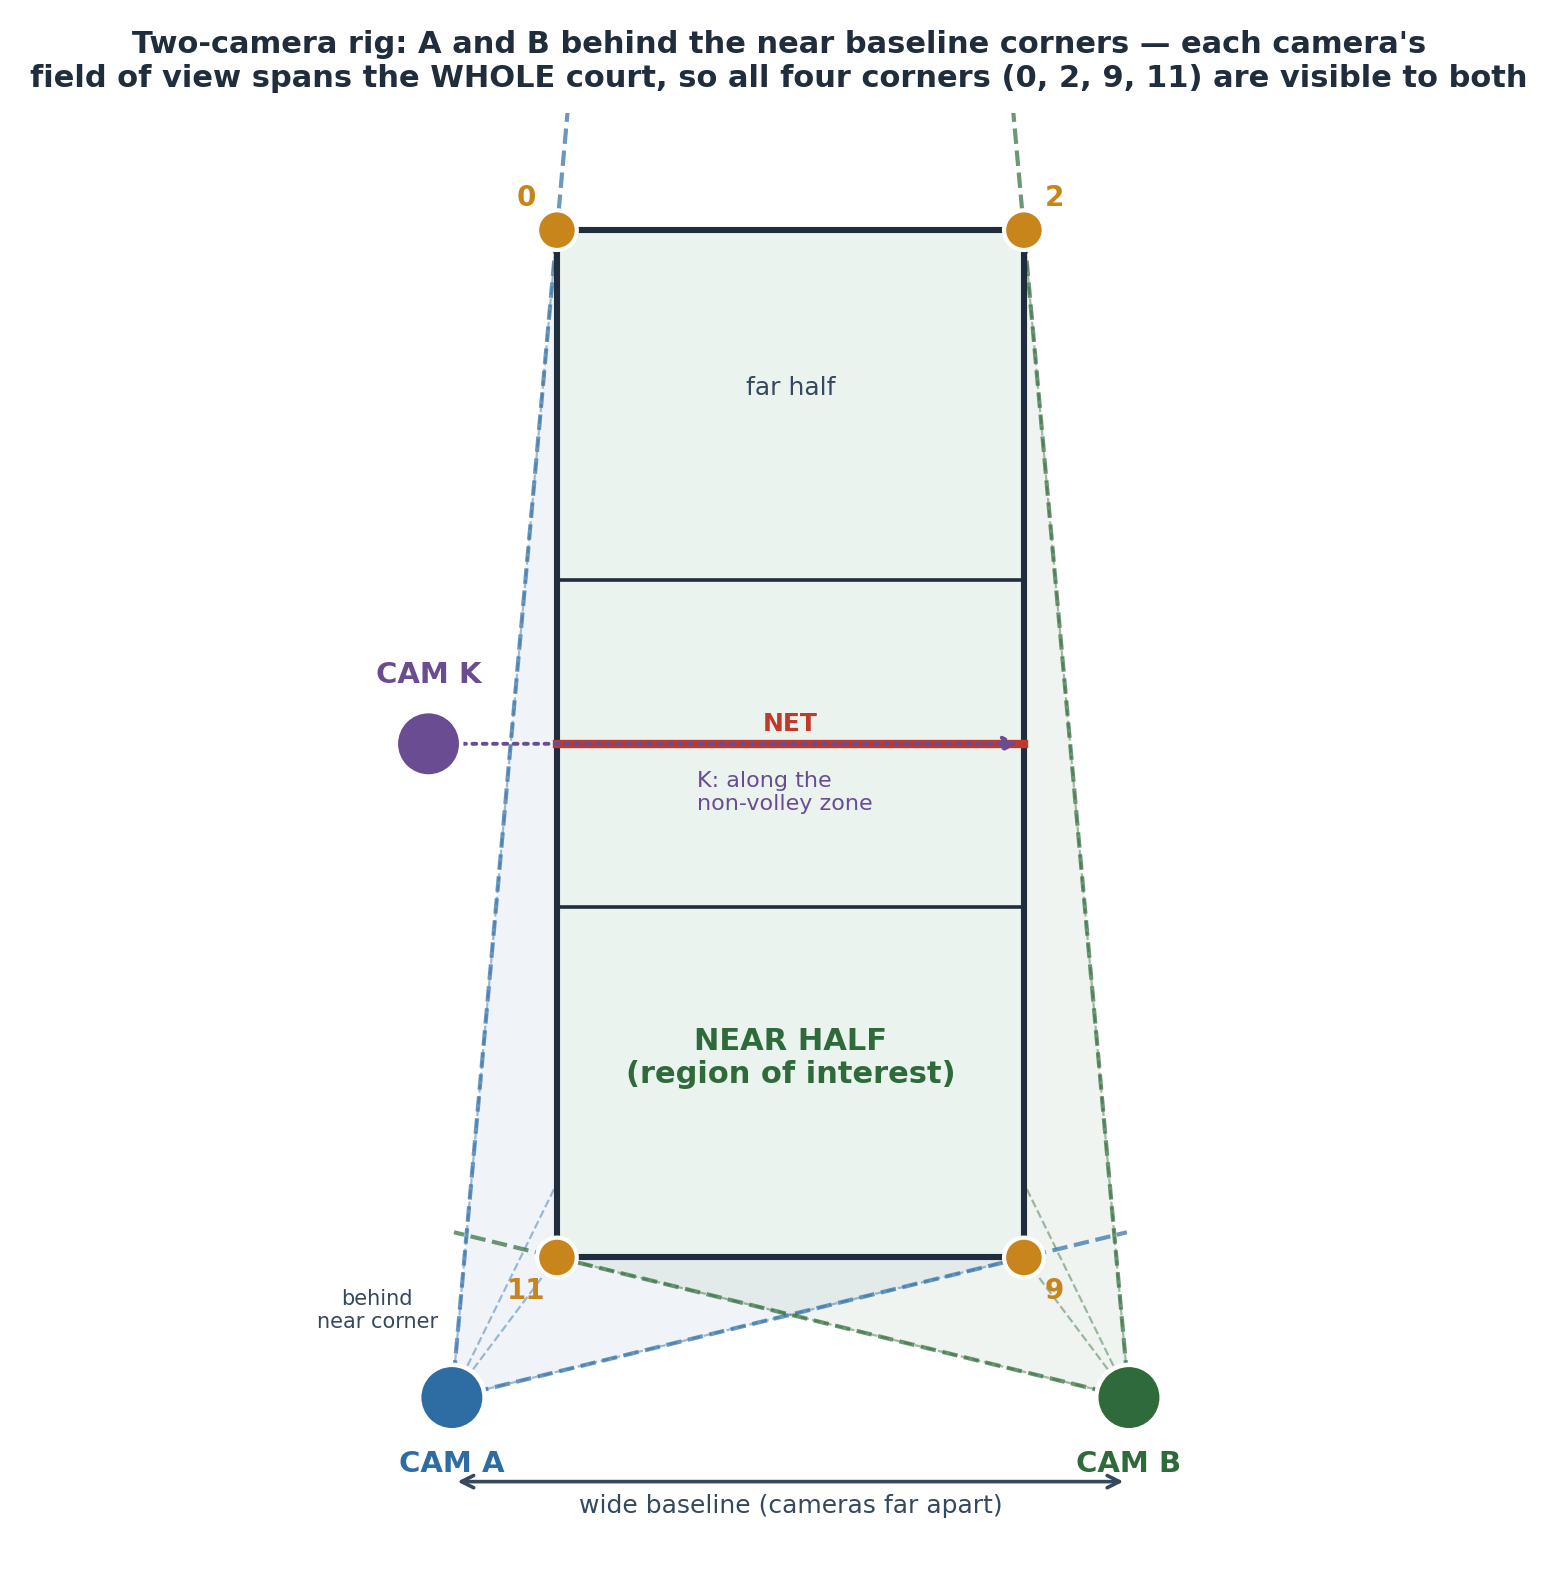 Two-camera rig: A and B behind the near baseline corners — each camera's
field of view spans the WHOLE court, so all four corners (0, 2, 9, 11) are visible to both
0
2
far half
CAM K
NET
K: along the
non-volley zone
NEAR HALF
(region of interest)
11
9
behind
near corner
CAM A
CAM B
wide baseline (cameras far apart)